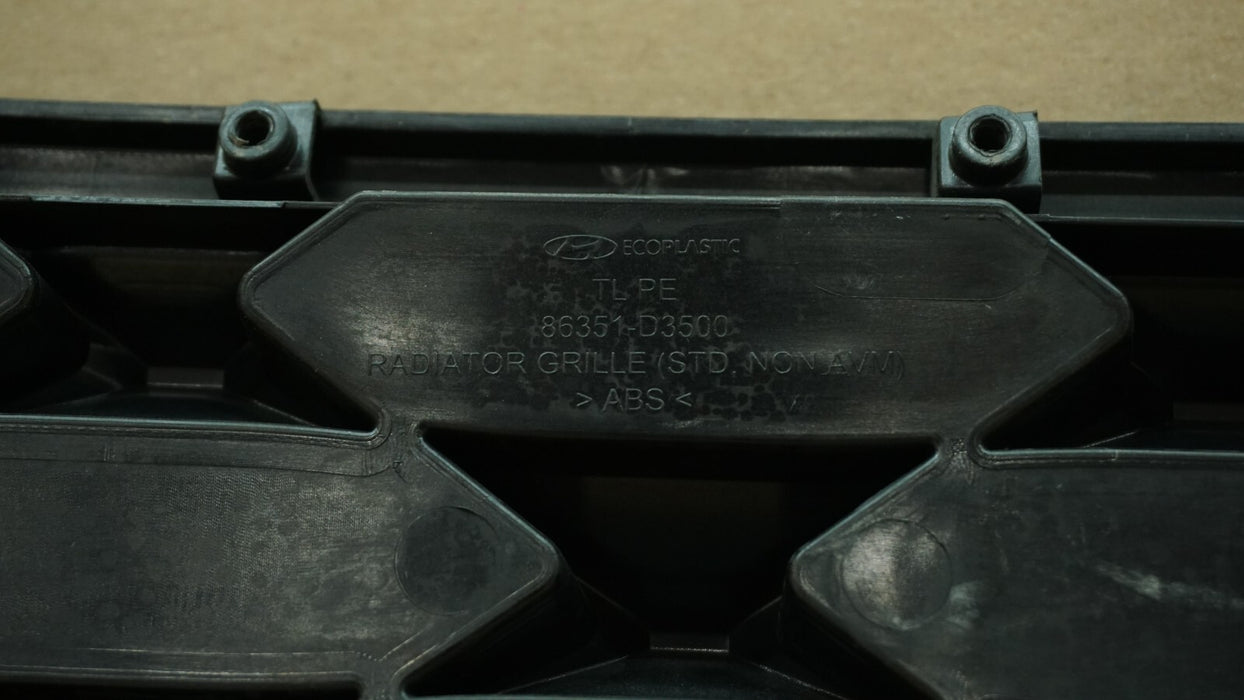 ECOPLASTIC
TL PE
86351-D3500
RADIATOR GRILLE (STD, NON AVM)
> ABS <